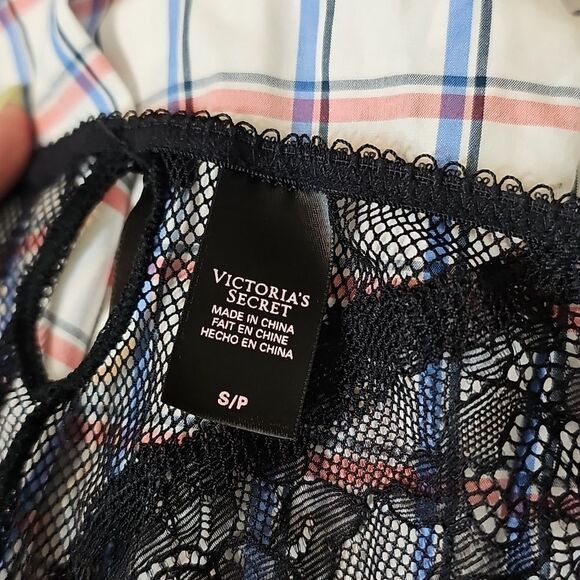 VICTORIA'S
SECRET
MADE IN CHINA
FAIT EN CHINE
HECHO EN CHINA
S/P